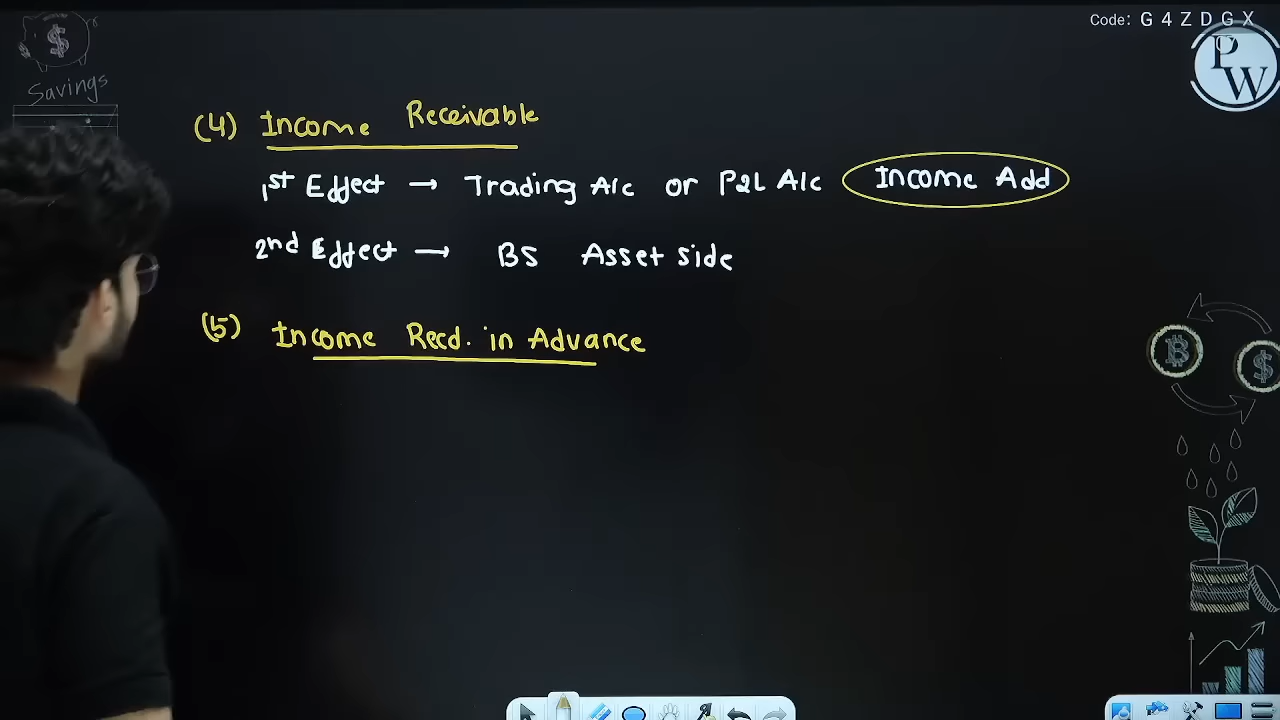 Code: G 4 Z D G X
PW
Savings
(4) Income Receivable
1st Effect → Trading A/c or P&L A/c Income Add
2nd Effect → BS Asset side
(5) Income Recd. in Advance